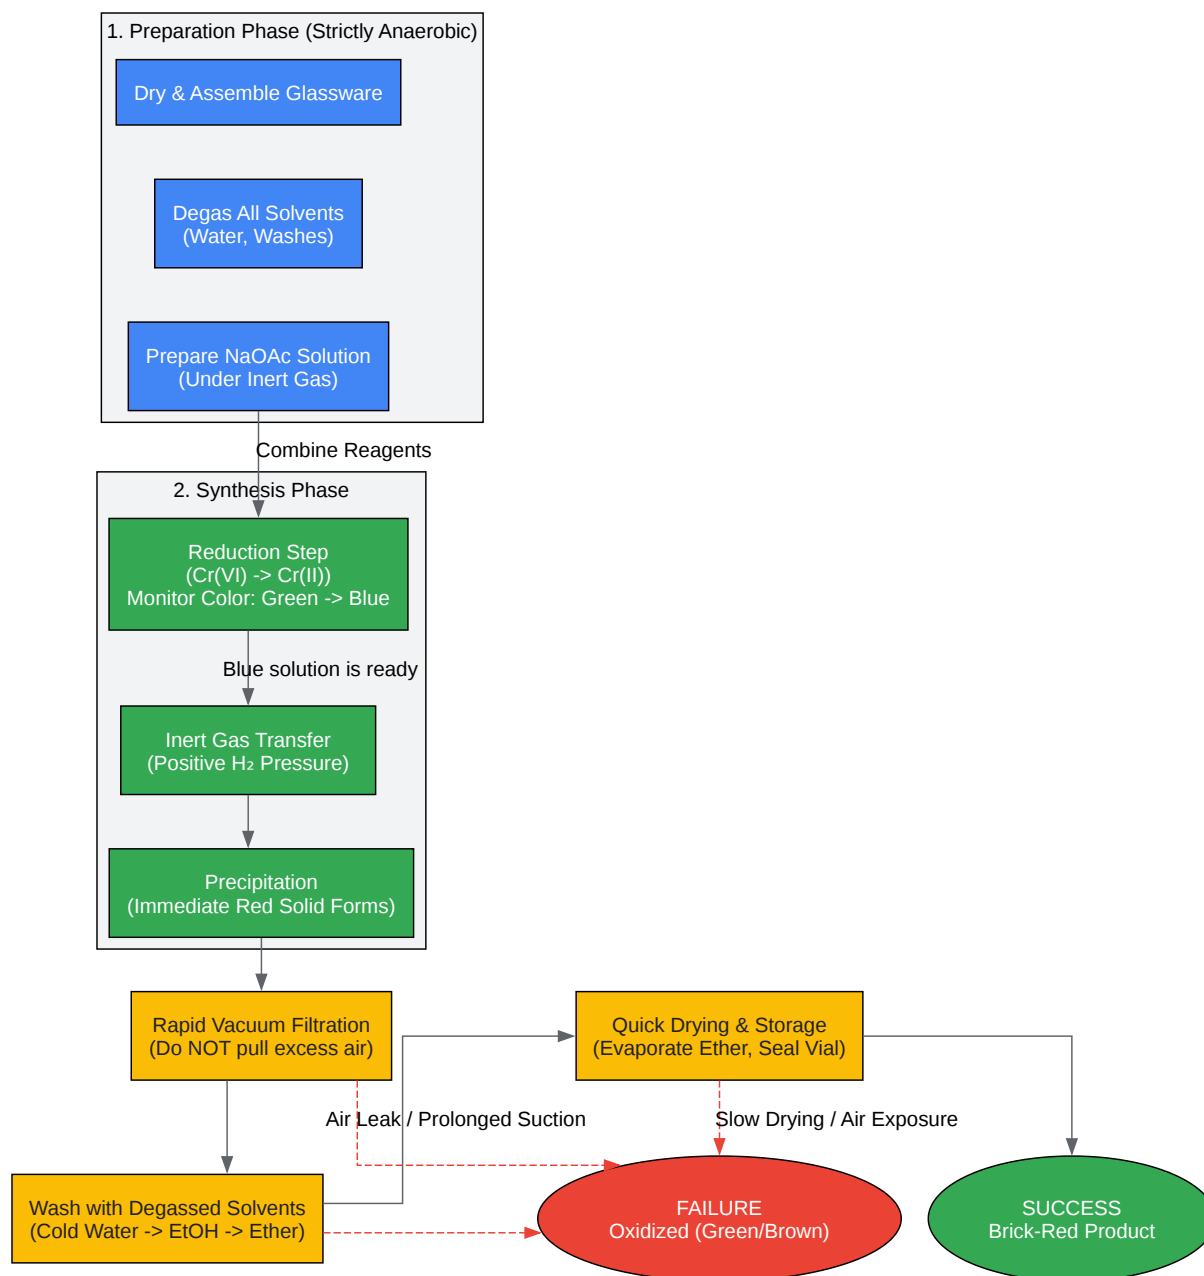 1. Preparation Phase (Strictly Anaerobic)
Dry & Assemble Glassware
Degas All Solvents
(Water, Washes)
Prepare NaOAc Solution
(Under Inert Gas)
Combine Reagents
2. Synthesis Phase
Reduction Step
(Cr(VI) -> Cr(II))
Monitor Color: Green -> Blue
Blue solution is ready
Inert Gas Transfer
(Positive H₂ Pressure)
Precipitation
(Immediate Red Solid Forms)
Rapid Vacuum Filtration
(Do NOT pull excess air)
Quick Drying & Storage
(Evaporate Ether, Seal Vial)
Air Leak / Prolonged Suction
Slow Drying / Air Exposure
Wash with Degassed Solvents
(Cold Water -> EtOH -> Ether)
FAILURE
Oxidized (Green/Brown)
SUCCESS
Brick-Red Product